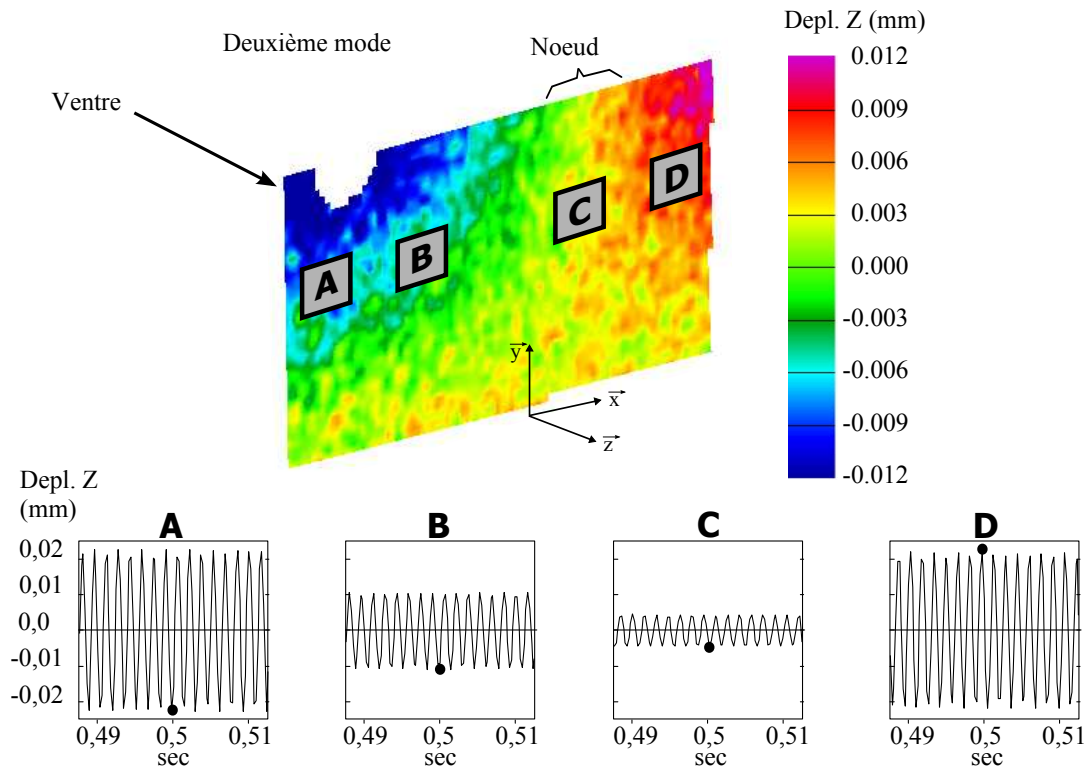 Depl. Z (mm)
Deuxième mode
Noeud
Ventre
0.012
0.009
0.006
0.003
0.000
-0.003
-0.006
-0.009
-0.012
A
B
C
D
y
x
z
Depl. Z
(mm)
A
B
C
D
0,02
0,01
0,0
-0,01
-0,02
0,49 0,5 0,51
sec
0,49 0,5 0,51
sec
0,49 0,5 0,51
sec
0,49 0,5 0,51
sec